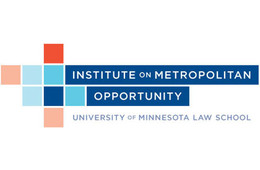 INSTITUTE ON METROPOLITAN
OPPORTUNITY
UNIVERSITY OF MINNESOTA LAW SCHOOL